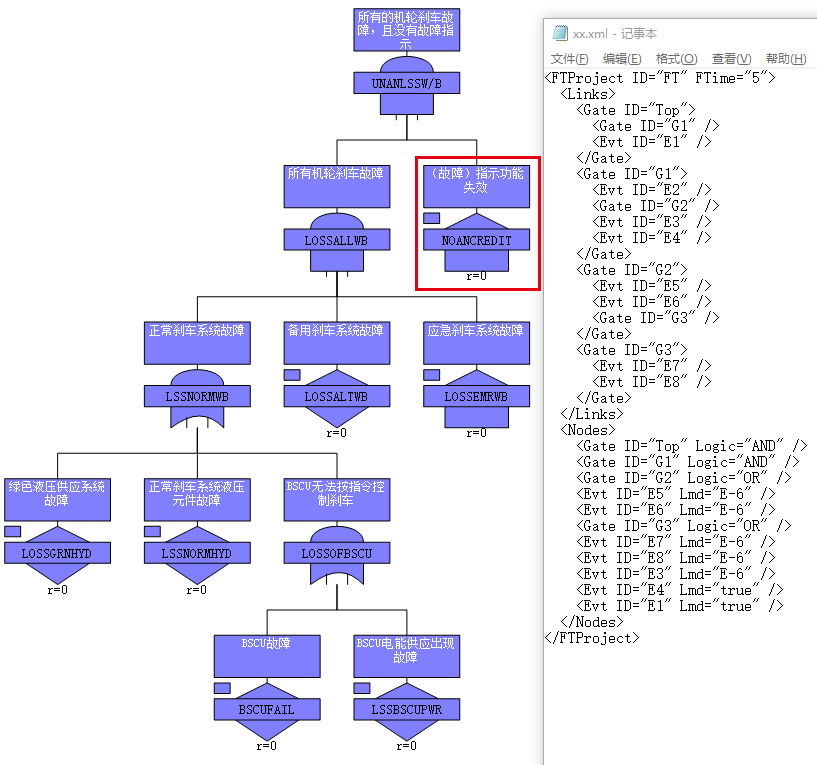 所有的机轮刹车故
障，且没有故障指
示
UNANLSSW/B
所有机轮刹车故障
LOSSALLWB
（故障）指示功能
失效
NOANCREDIT
r=0
正常刹车系统故障
LSSNORMWB
备用刹车系统故障
LOSSALTWB
r=0
应急刹车系统故障
LOSSEMRWB
r=0
绿色液压供应系统
故障
LOSSGRNHYD
r=0
正常刹车系统液压
元件故障
LSSNORMHYD
r=0
BSCU无法按指令控
制刹车
LOSSOFBSCU
BSCU故障
BSCUFAIL
r=0
BSCU电能供应出现
故障
LSSBSCUPWR
r=0
xx.xml - 记事本
文件(F) 编辑(E) 格式(O) 查看(V) 帮助(H)
<FTProject ID="FT" FTime="5">
<Links>
<Gate ID="Top">
<Gate ID="G1" />
<Evt ID="E1" />
</Gate>
<Gate ID="G1">
<Evt ID="E2" />
<Gate ID="G2" />
<Evt ID="E3" />
<Evt ID="E4" />
</Gate>
<Gate ID="G2">
<Evt ID="E5" />
<Evt ID="E6" />
<Gate ID="G3" />
</Gate>
<Gate ID="G3">
<Evt ID="E7" />
<Evt ID="E8" />
</Gate>
</Links>
<Nodes>
<Gate ID="Top" Logic="AND" />
<Gate ID="G1" Logic="AND" />
<Gate ID="G2" Logic="OR" />
<Evt ID="E5" Lmd="E-6" />
<Evt ID="E6" Lmd="E-6" />
<Gate ID="G3" Logic="OR" />
<Evt ID="E7" Lmd="E-6" />
<Evt ID="E8" Lmd="E-6" />
<Evt ID="E3" Lmd="E-6" />
<Evt ID="E4" Lmd="true" />
<Evt ID="E1" Lmd="true" />
</Nodes>
</FTProject>